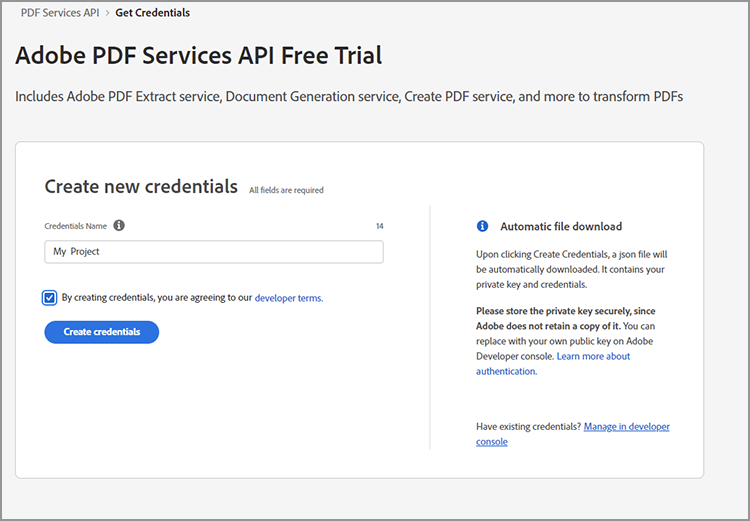 PDF Services API > Get Credentials
Adobe PDF Services API Free Trial
Includes Adobe PDF Extract service, Document Generation service, Create PDF service, and more to transform PDFs
Create new credentials All fields are required
Credentials Name 14
My Project
By creating credentials, you are agreeing to our developer terms.
Create credentials
Automatic file download
Upon clicking Create Credentials, a json file will
be automatically downloaded. It contains your
private key and credentials.
Please store the private key securely, since
Adobe does not retain a copy of it. You can
replace with your own public key on Adobe
Developer console. Learn more about
authentication.
Have existing credentials? Manage in developer
console